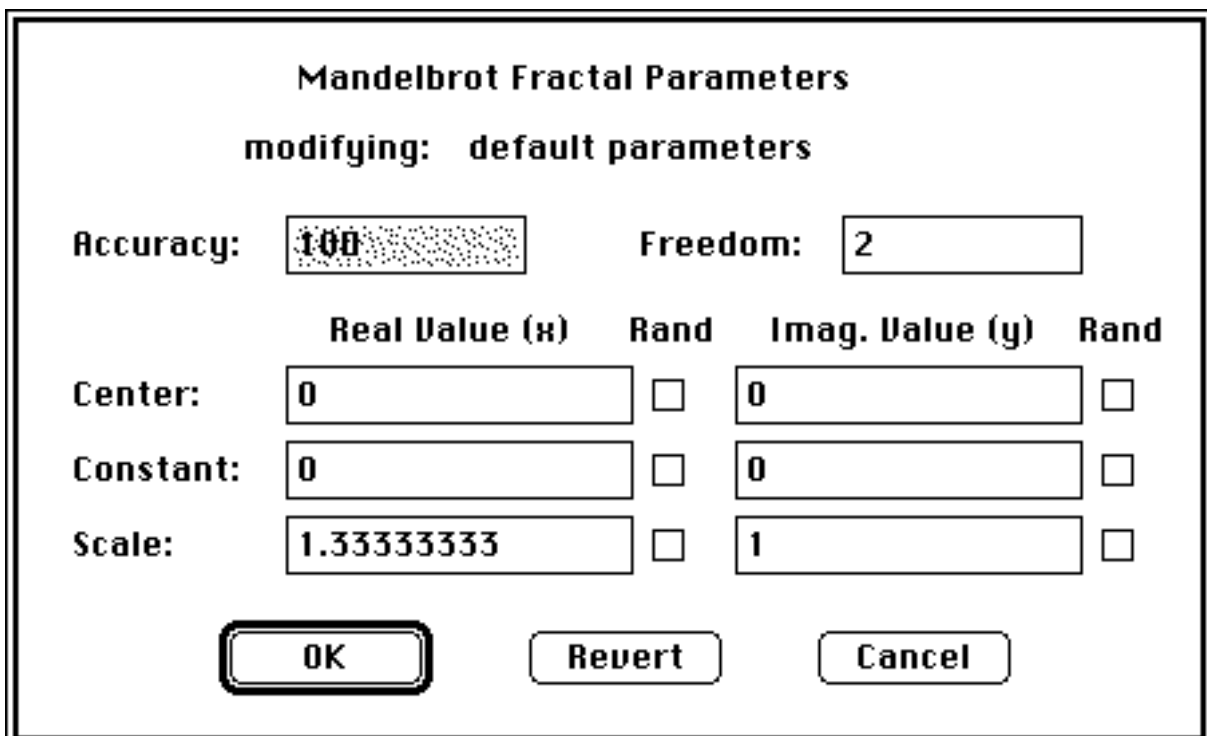 Mandelbrot Fractal Parameters
modifying: default parameters
Accuracy: 100 Freedom: 2
Real Value (x) Rand Imag. Value (y) Rand
Center: 0 0
Constant: 0 0
Scale: 1.33333333 1
OK Revert Cancel